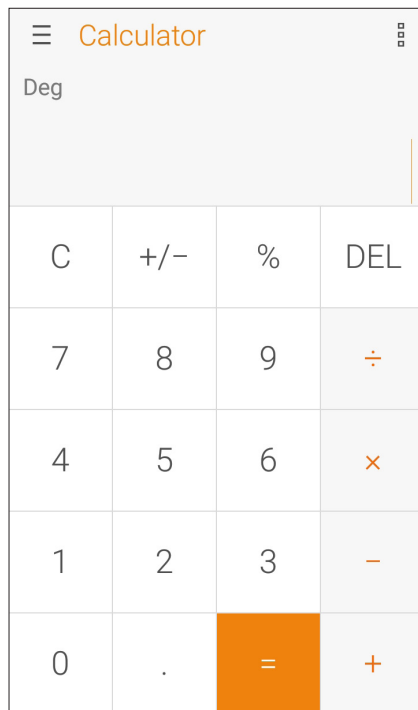 Calculator
Deg
C +/− % DEL
7 8 9 ÷
4 5 6 ×
1 2 3 −
0 . = +